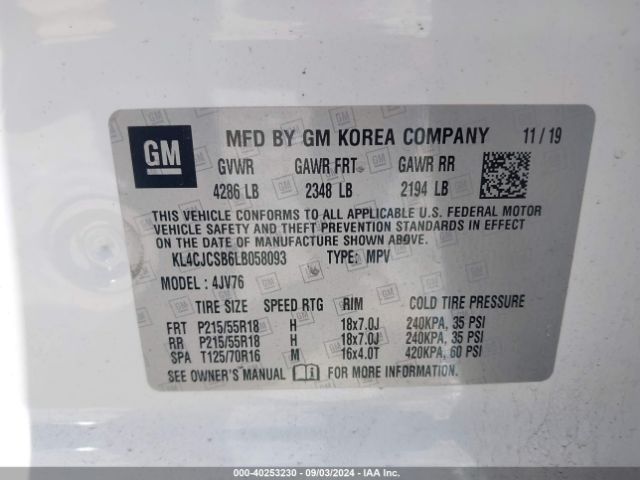 GM
MFD BY GM KOREA COMPANY 11/19
GVWR GAWR FRT GAWR RR
4286 LB 2348 LB 2194 LB
THIS VEHICLE CONFORMS TO ALL APPLICABLE U.S. FEDERAL MOTOR
VEHICLE SAFETY AND THEFT PREVENTION STANDARDS IN EFFECT
ON THE DATE OF MANUFACTURE SHOWN ABOVE.
KL4CJCSB6LB058093 TYPE: MPV
MODEL : 4JV76
TIRE SIZE SPEED RTG RIM COLD TIRE PRESSURE
FRT P215/55R18 H 18x7.0J 240KPA, 35 PSI
RR P215/55R18 H 18x7.0J 240KPA, 35 PSI
SPA T125/70R16 M 16x4.0T 420KPA, 60 PSI
SEE OWNER'S MANUAL FOR MORE INFORMATION.
000-40253230 - 09/03/2024 - IAA Inc.